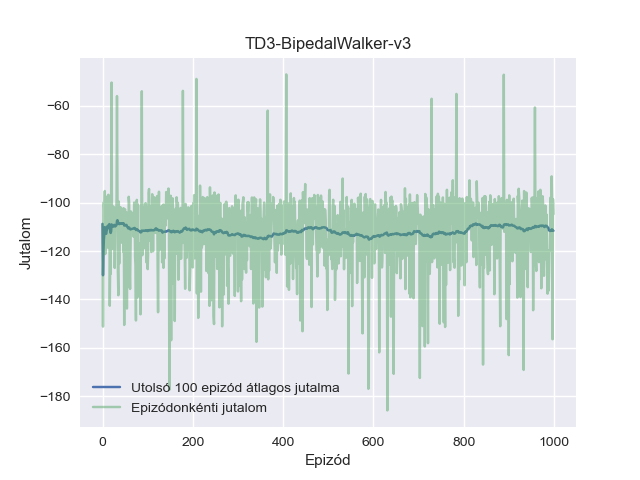 TD3-BipedalWalker-v3
−60
−80
−100
−120
−140
−160
−180
Jutalom
Utolsó 100 epizód átlagos jutalma
Epizódonkénti jutalom
0
200
400
600
800
1000
Epizód